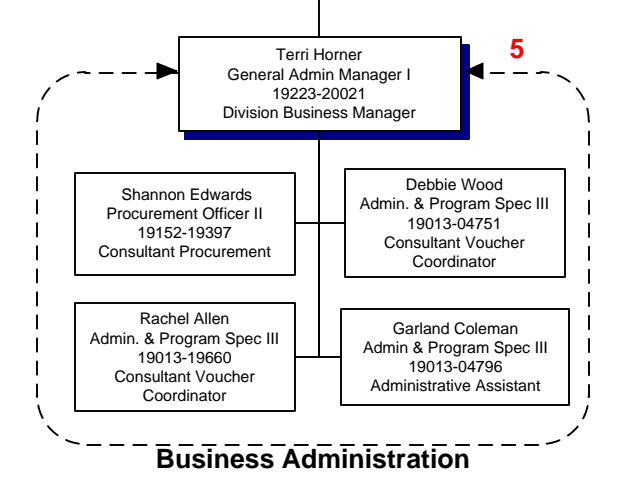 Terri Horner
General Admin Manager I
19223-20021
Division Business Manager
5
Shannon Edwards
Procurement Officer II
19152-19397
Consultant Procurement
Debbie Wood
Admin. & Program Spec III
19013-04751
Consultant Voucher
Coordinator
Rachel Allen
Admin. & Program Spec III
19013-19660
Consultant Voucher
Coordinator
Garland Coleman
Admin & Program Spec III
19013-04796
Administrative Assistant
Business Administration